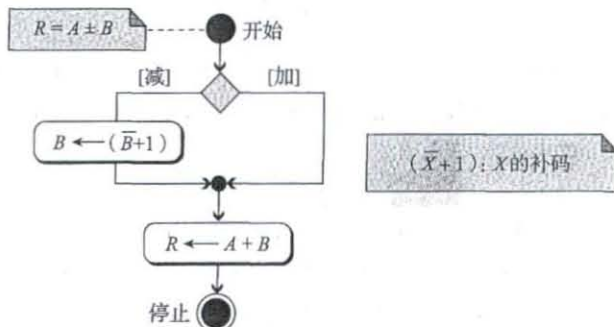 R = A ± B
开始
[减]
[加]
B ← (B̅+1)
(X̅+1): X的补码
R ← A + B
停止